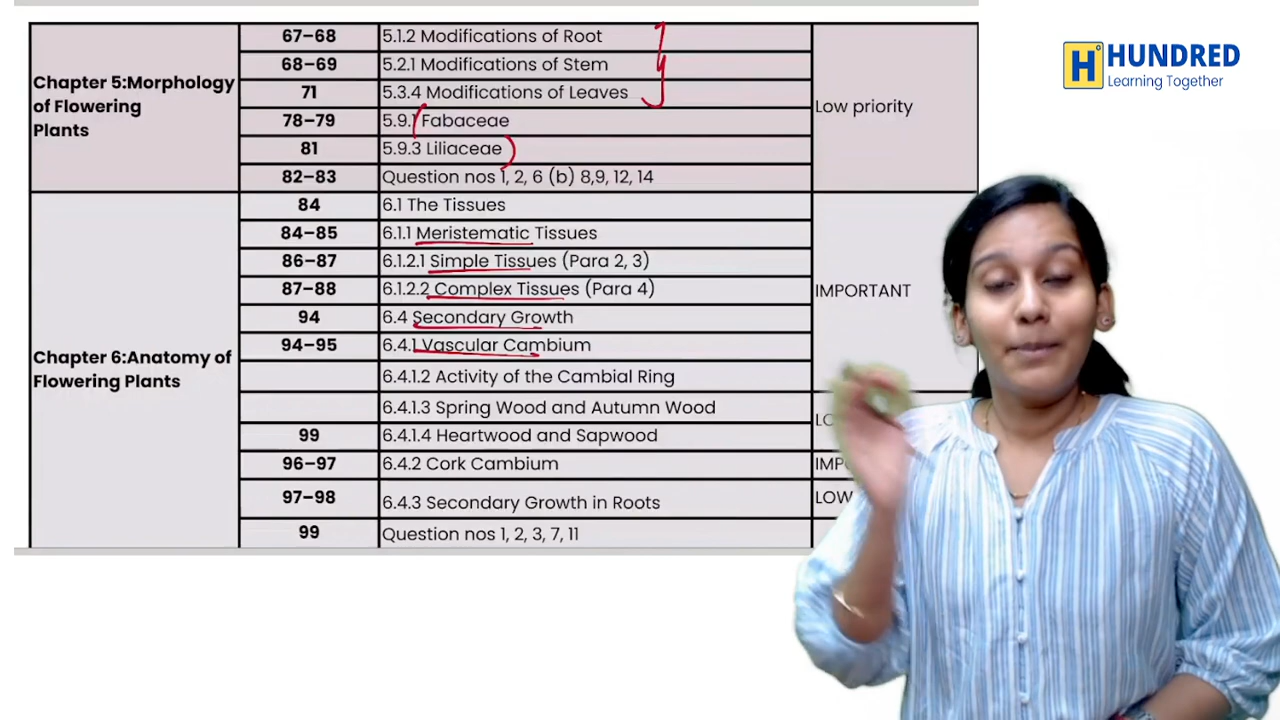 67–68 5.1.2 Modifications of Root
68–69 5.2.1 Modifications of Stem
71 5.3.4 Modifications of Leaves
Chapter 5:Morphology
of Flowering
Plants
Low priority
78–79 5.9.1 Fabaceae
81 5.9.3 Liliaceae
82–83 Question nos 1, 2, 6 (b) 8,9, 12, 14
84 6.1 The Tissues
84–85 6.1.1 Meristematic Tissues
86–87 6.1.2.1 Simple Tissues (Para 2, 3)
87–88 6.1.2.2 Complex Tissues (Para 4)
IMPORTANT
94 6.4 Secondary Growth
94–95 6.4.1 Vascular Cambium
Chapter 6:Anatomy of
Flowering Plants
6.4.1.2 Activity of the Cambial Ring
6.4.1.3 Spring Wood and Autumn Wood
99 6.4.1.4 Heartwood and Sapwood
96–97 6.4.2 Cork Cambium
97–98 6.4.3 Secondary Growth in Roots LOW
99 Question nos 1, 2, 3, 7, 11
H HUNDRED
Learning Together